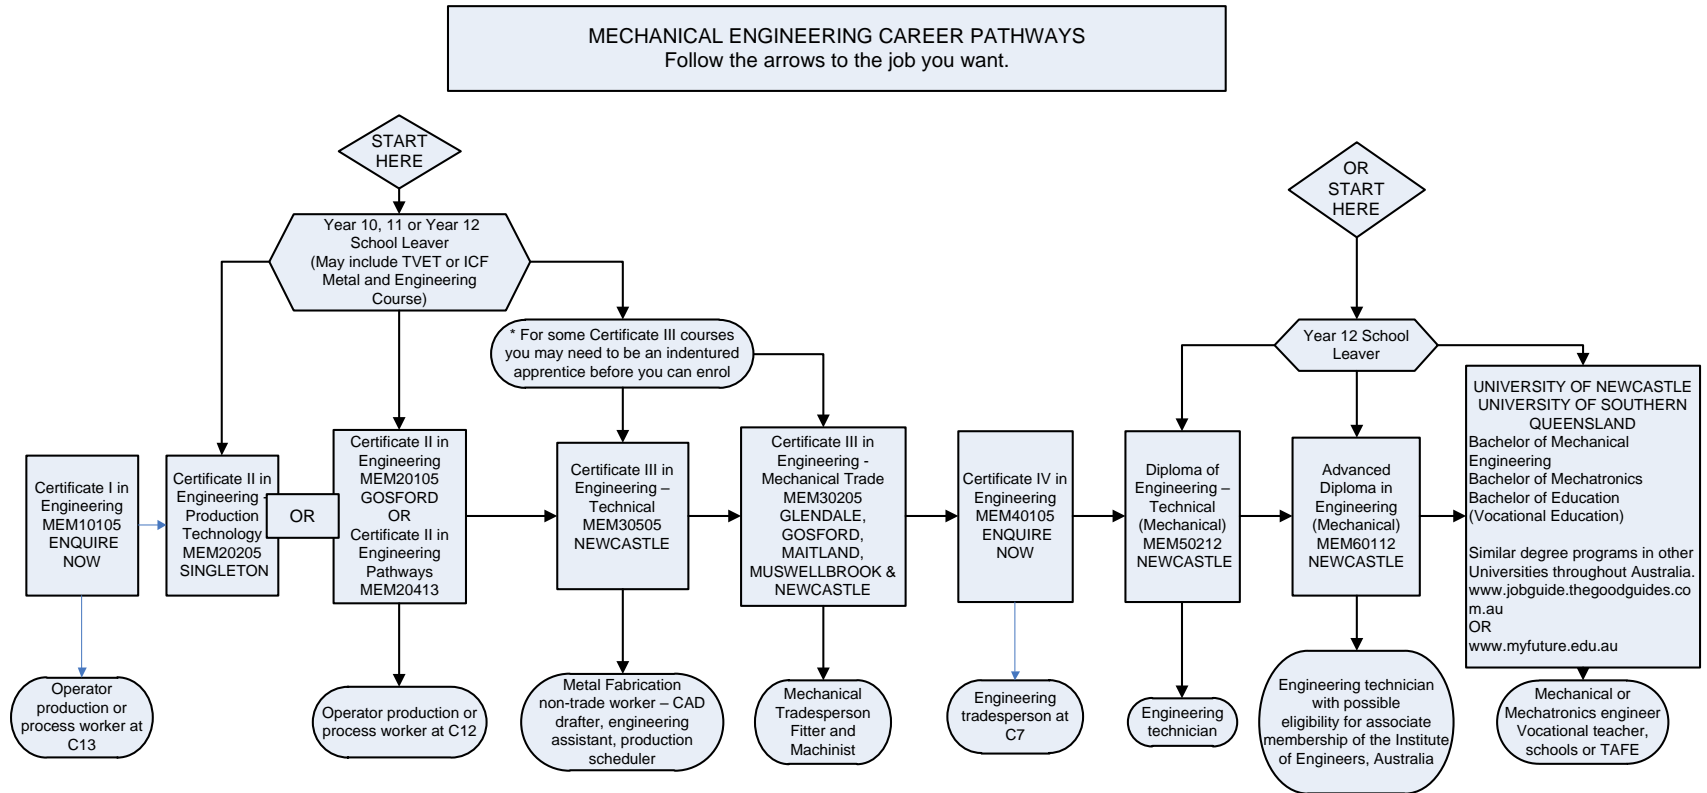 MECHANICAL ENGINEERING CAREER PATHWAYS
Follow the arrows to the job you want.
START
HERE
OR
START
HERE
Year 10, 11 or Year 12
School Leaver
(May include TVET or ICF
Metal and Engineering
Course)
* For some Certificate III courses
you may need to be an indentured
apprentice before you can enrol
Year 12 School
Leaver
Certificate I in
Engineering
MEM10105
ENQUIRE
NOW
Certificate II in
Engineering -
Production
Technology
MEM20205
SINGLETON
OR
Certificate II in
Engineering
MEM20105
GOSFORD
OR
Certificate II in
Engineering
Pathways
MEM20413
Certificate III in
Engineering –
Technical
MEM30505
NEWCASTLE
Certificate III in
Engineering -
Mechanical Trade
MEM30205
GLENDALE,
GOSFORD,
MAITLAND,
MUSWELLBROOK &
NEWCASTLE
Certificate IV in
Engineering
MEM40105
ENQUIRE
NOW
Diploma of
Engineering –
Technical
(Mechanical)
MEM50212
NEWCASTLE
Advanced
Diploma in
Engineering
(Mechanical)
MEM60112
NEWCASTLE
UNIVERSITY OF NEWCASTLE
UNIVERSITY OF SOUTHERN
QUEENSLAND
Bachelor of Mechanical
Engineering
Bachelor of Mechatronics
Bachelor of Education
(Vocational Education)
Similar degree programs in other
Universities throughout Australia.
www.jobguide.thegoodguides.co
m.au
OR
www.myfuture.edu.au
Operator
production or
process worker at
C13
Operator production or
process worker at C12
Metal Fabrication
non-trade worker – CAD
drafter, engineering
assistant, production
scheduler
Mechanical
Tradesperson
Fitter and
Machinist
Engineering
tradesperson at
C7
Engineering
technician
Engineering technician
with possible
eligibility for associate
membership of the Institute
of Engineers, Australia
Mechanical or
Mechatronics engineer
Vocational teacher,
schools or TAFE